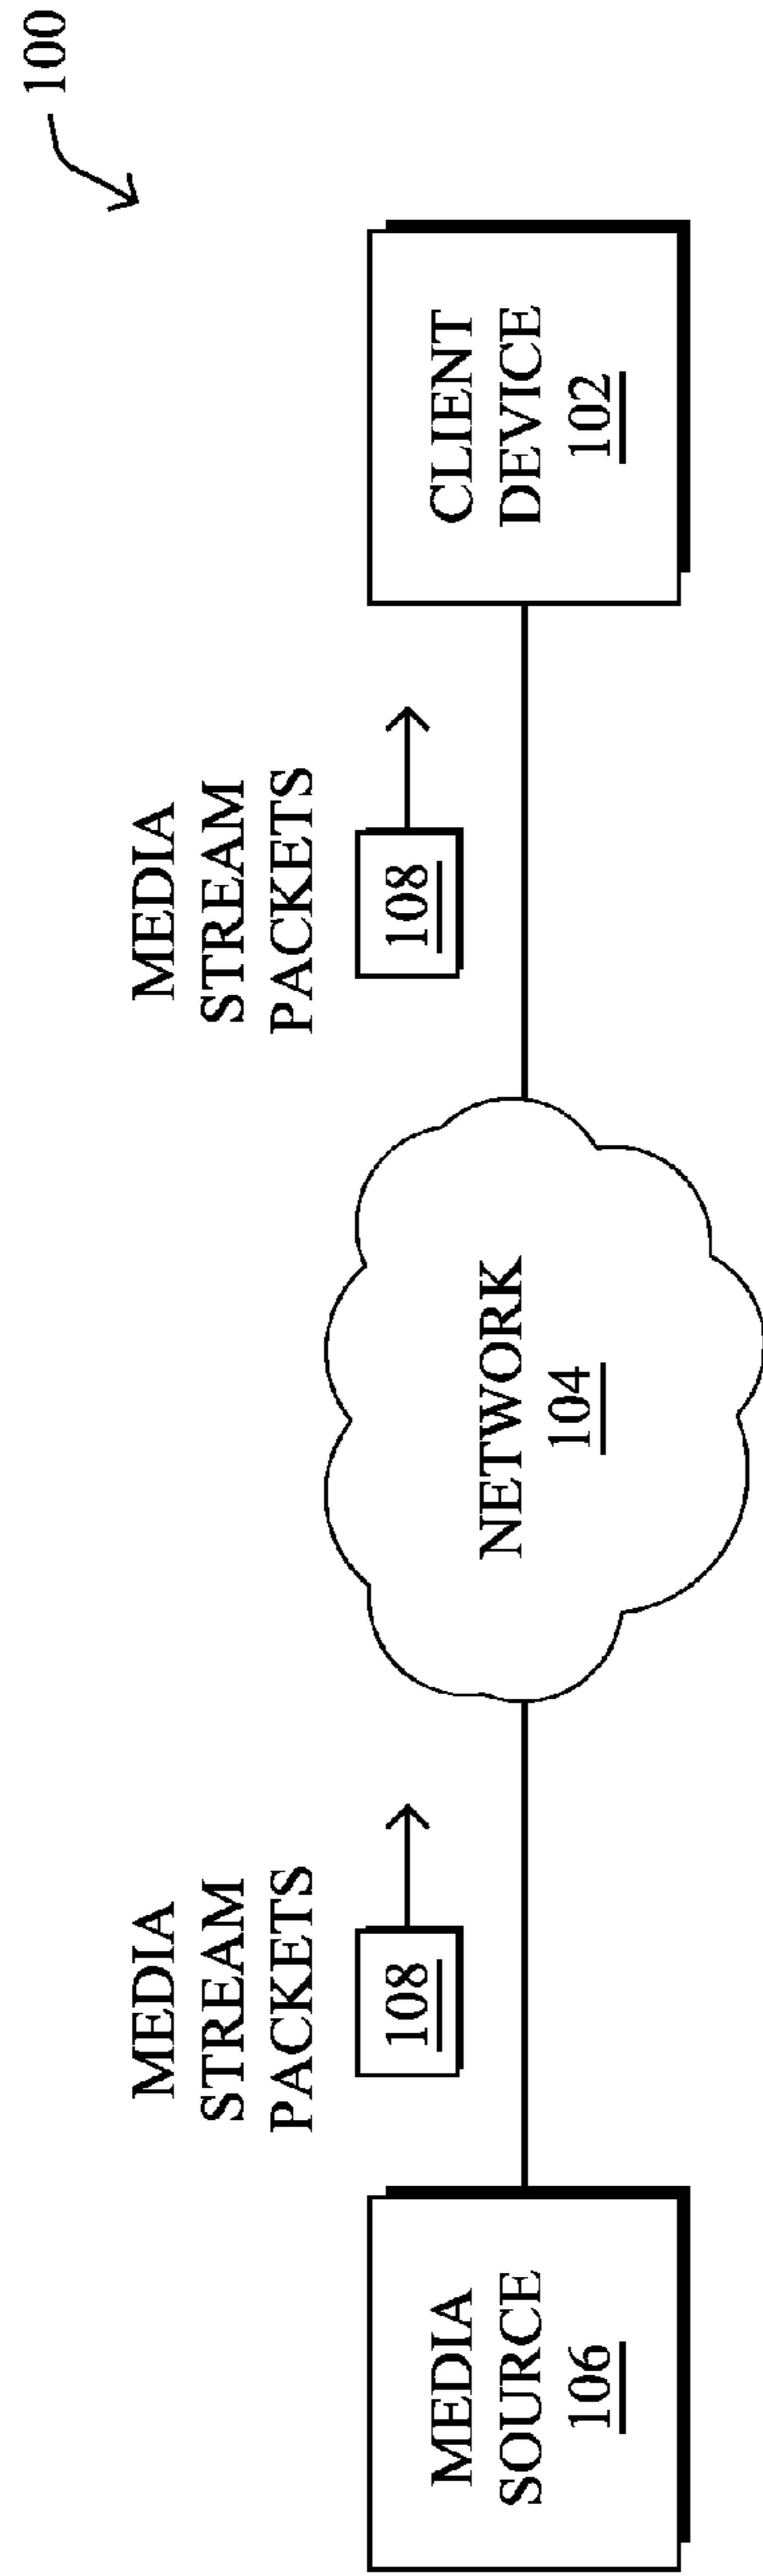 100
MEDIA
STREAM
PACKETS
108
MEDIA
STREAM
PACKETS
108
MEDIA
SOURCE
106
NETWORK
104
CLIENT
DEVICE
102